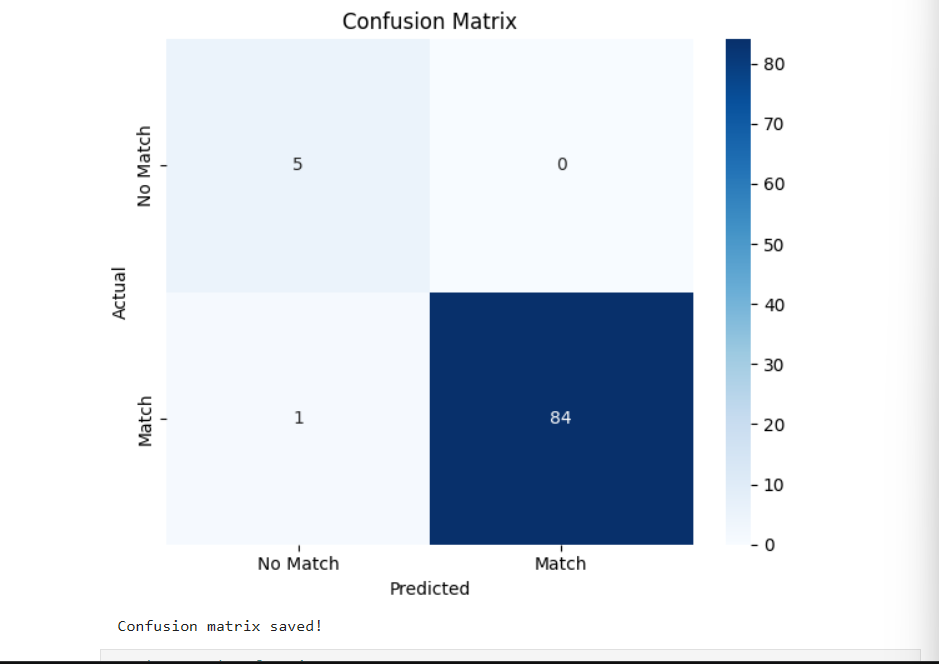 Confusion Matrix
No Match
5
0
Actual
Match
1
84
No Match
Match
Predicted
80
70
60
50
40
30
20
10
0
Confusion matrix saved!